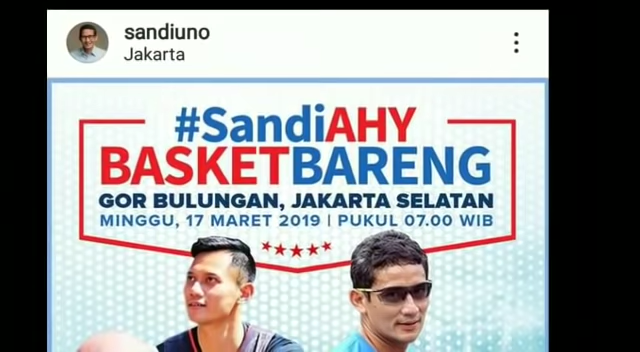 sandiuno
Jakarta
#SandiAHY
BASKETBARENG
GOR BULUNGAN, JAKARTA SELATAN
MINGGU, 17 MARET 2019 | PUKUL 07.00 WIB